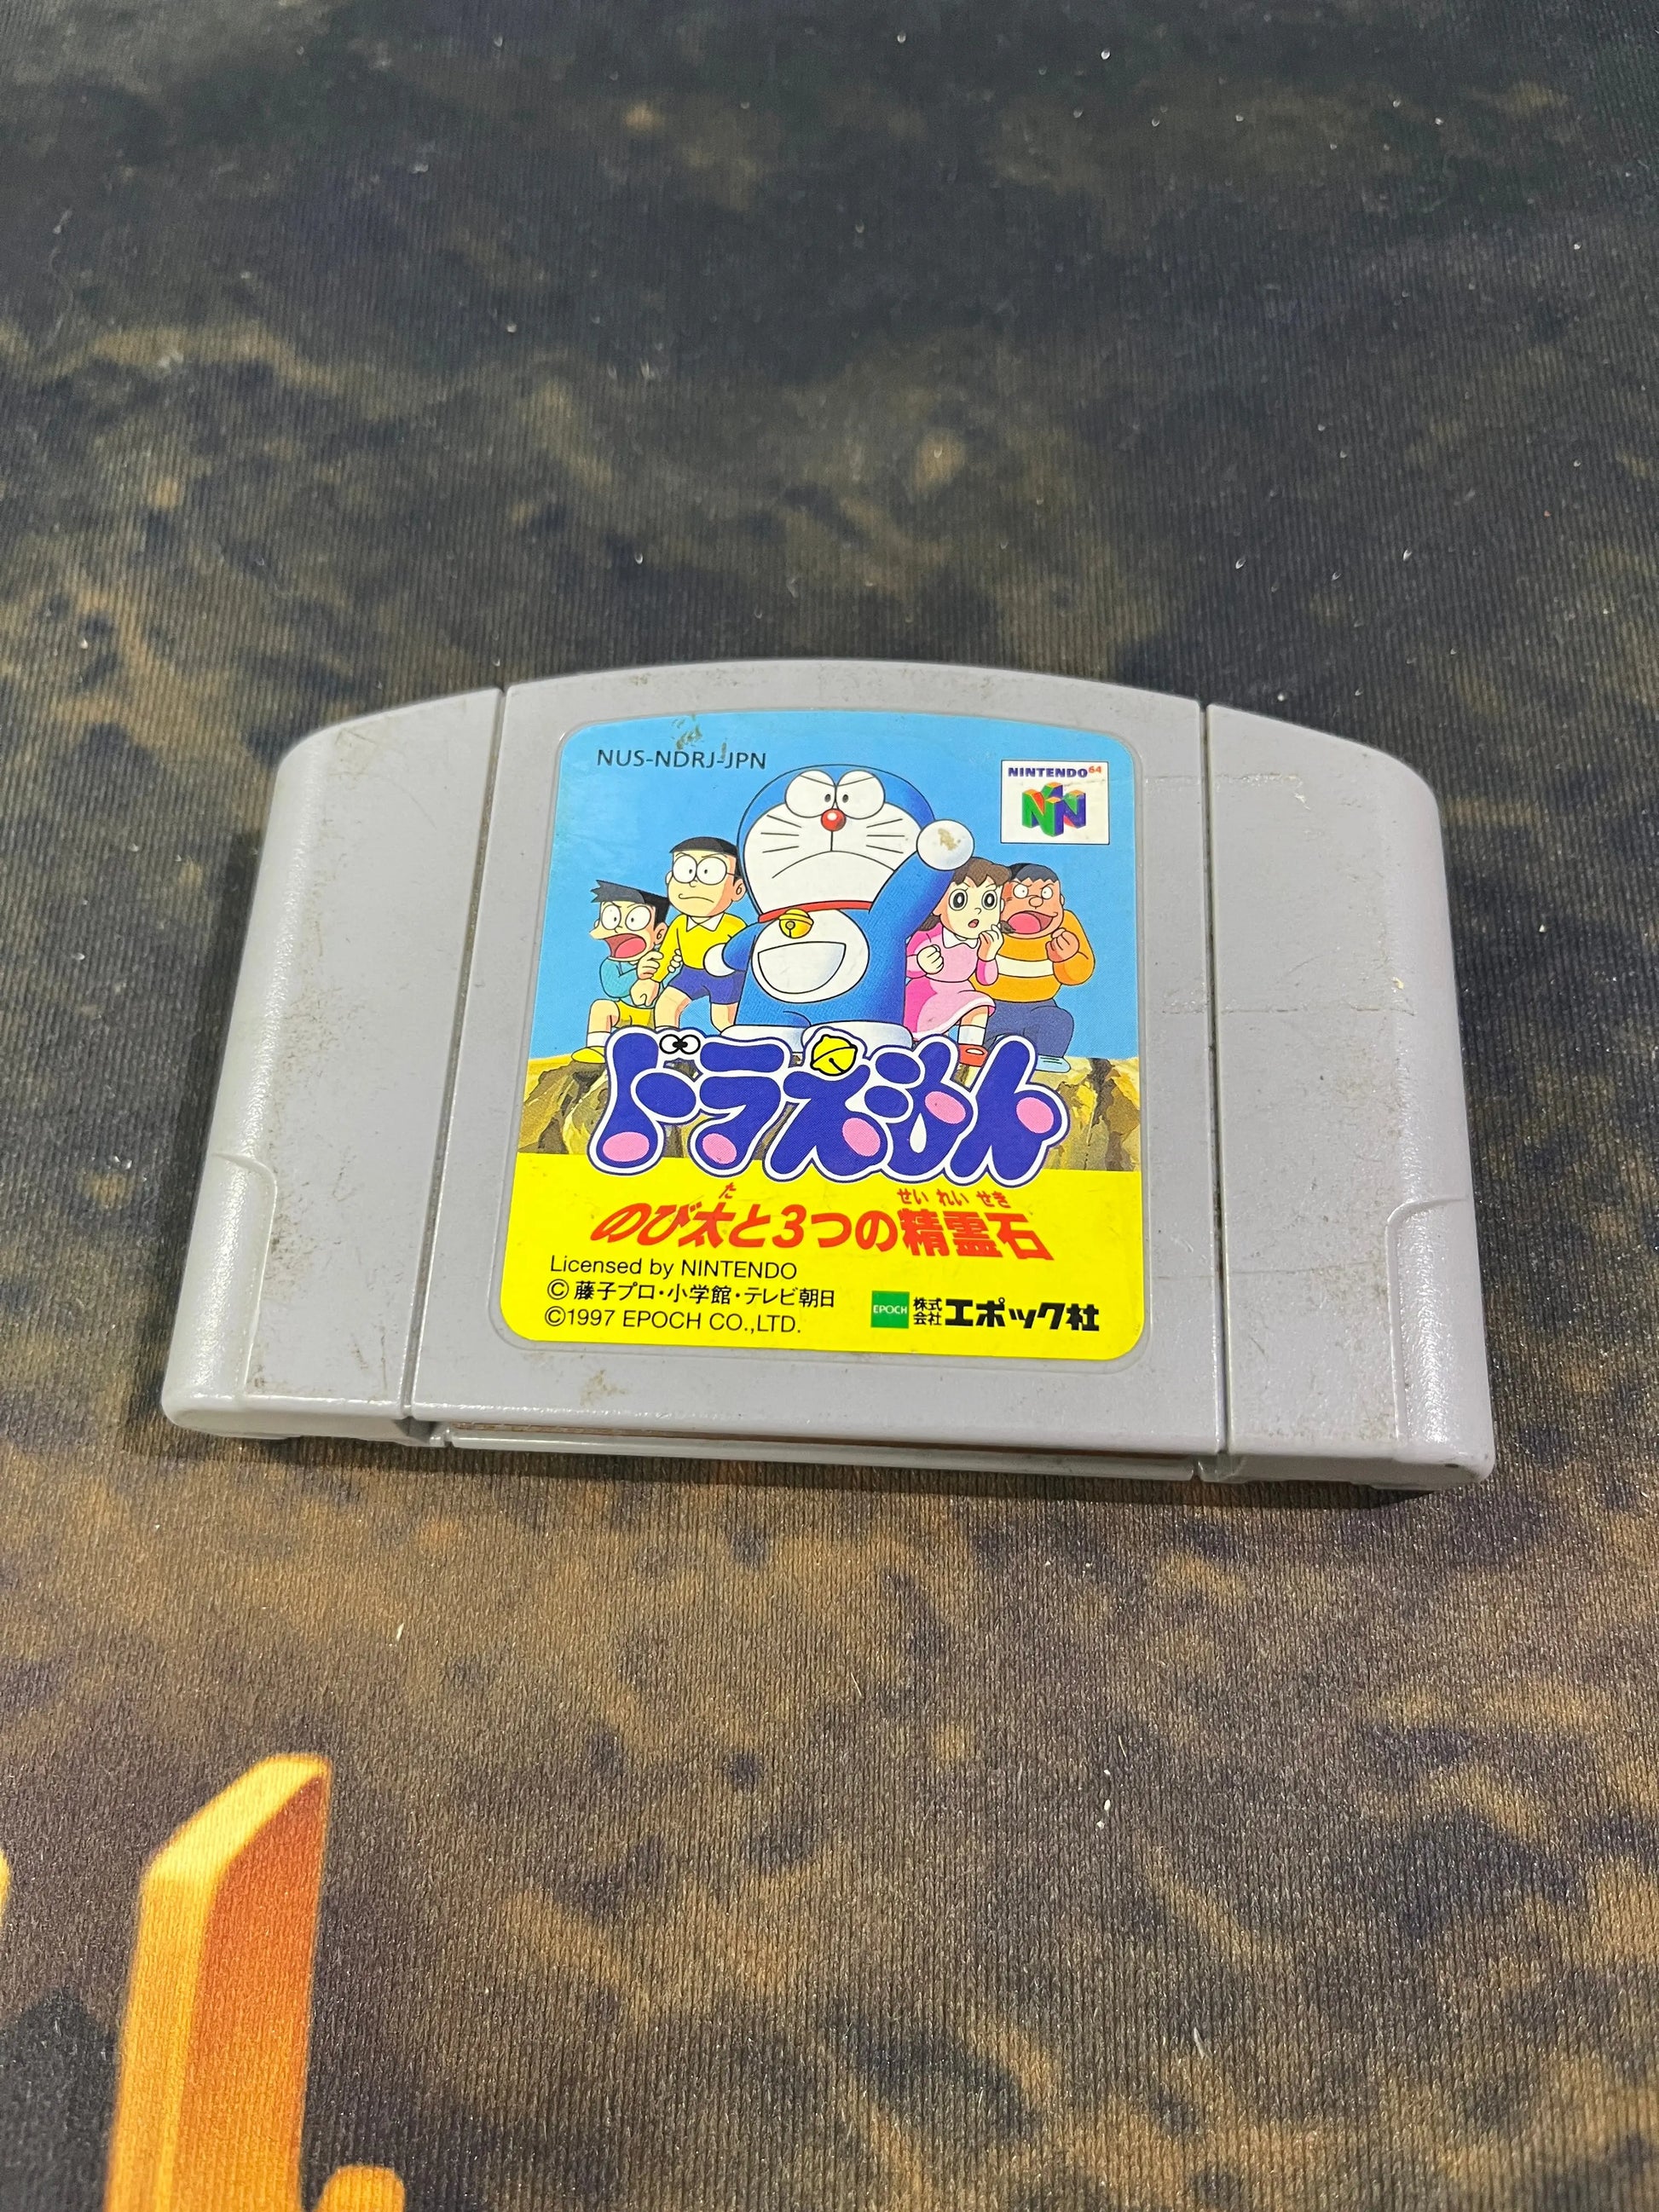 NUS-NDRJ-JPN
NINTENDO64
ドラえもん
た せい れい せき
のび太と3つの精霊石
Licensed by NINTENDO
©藤子プロ・小学館・テレビ朝日
©1997 EPOCH CO.,LTD.
EPOCH 株式会社エポック社